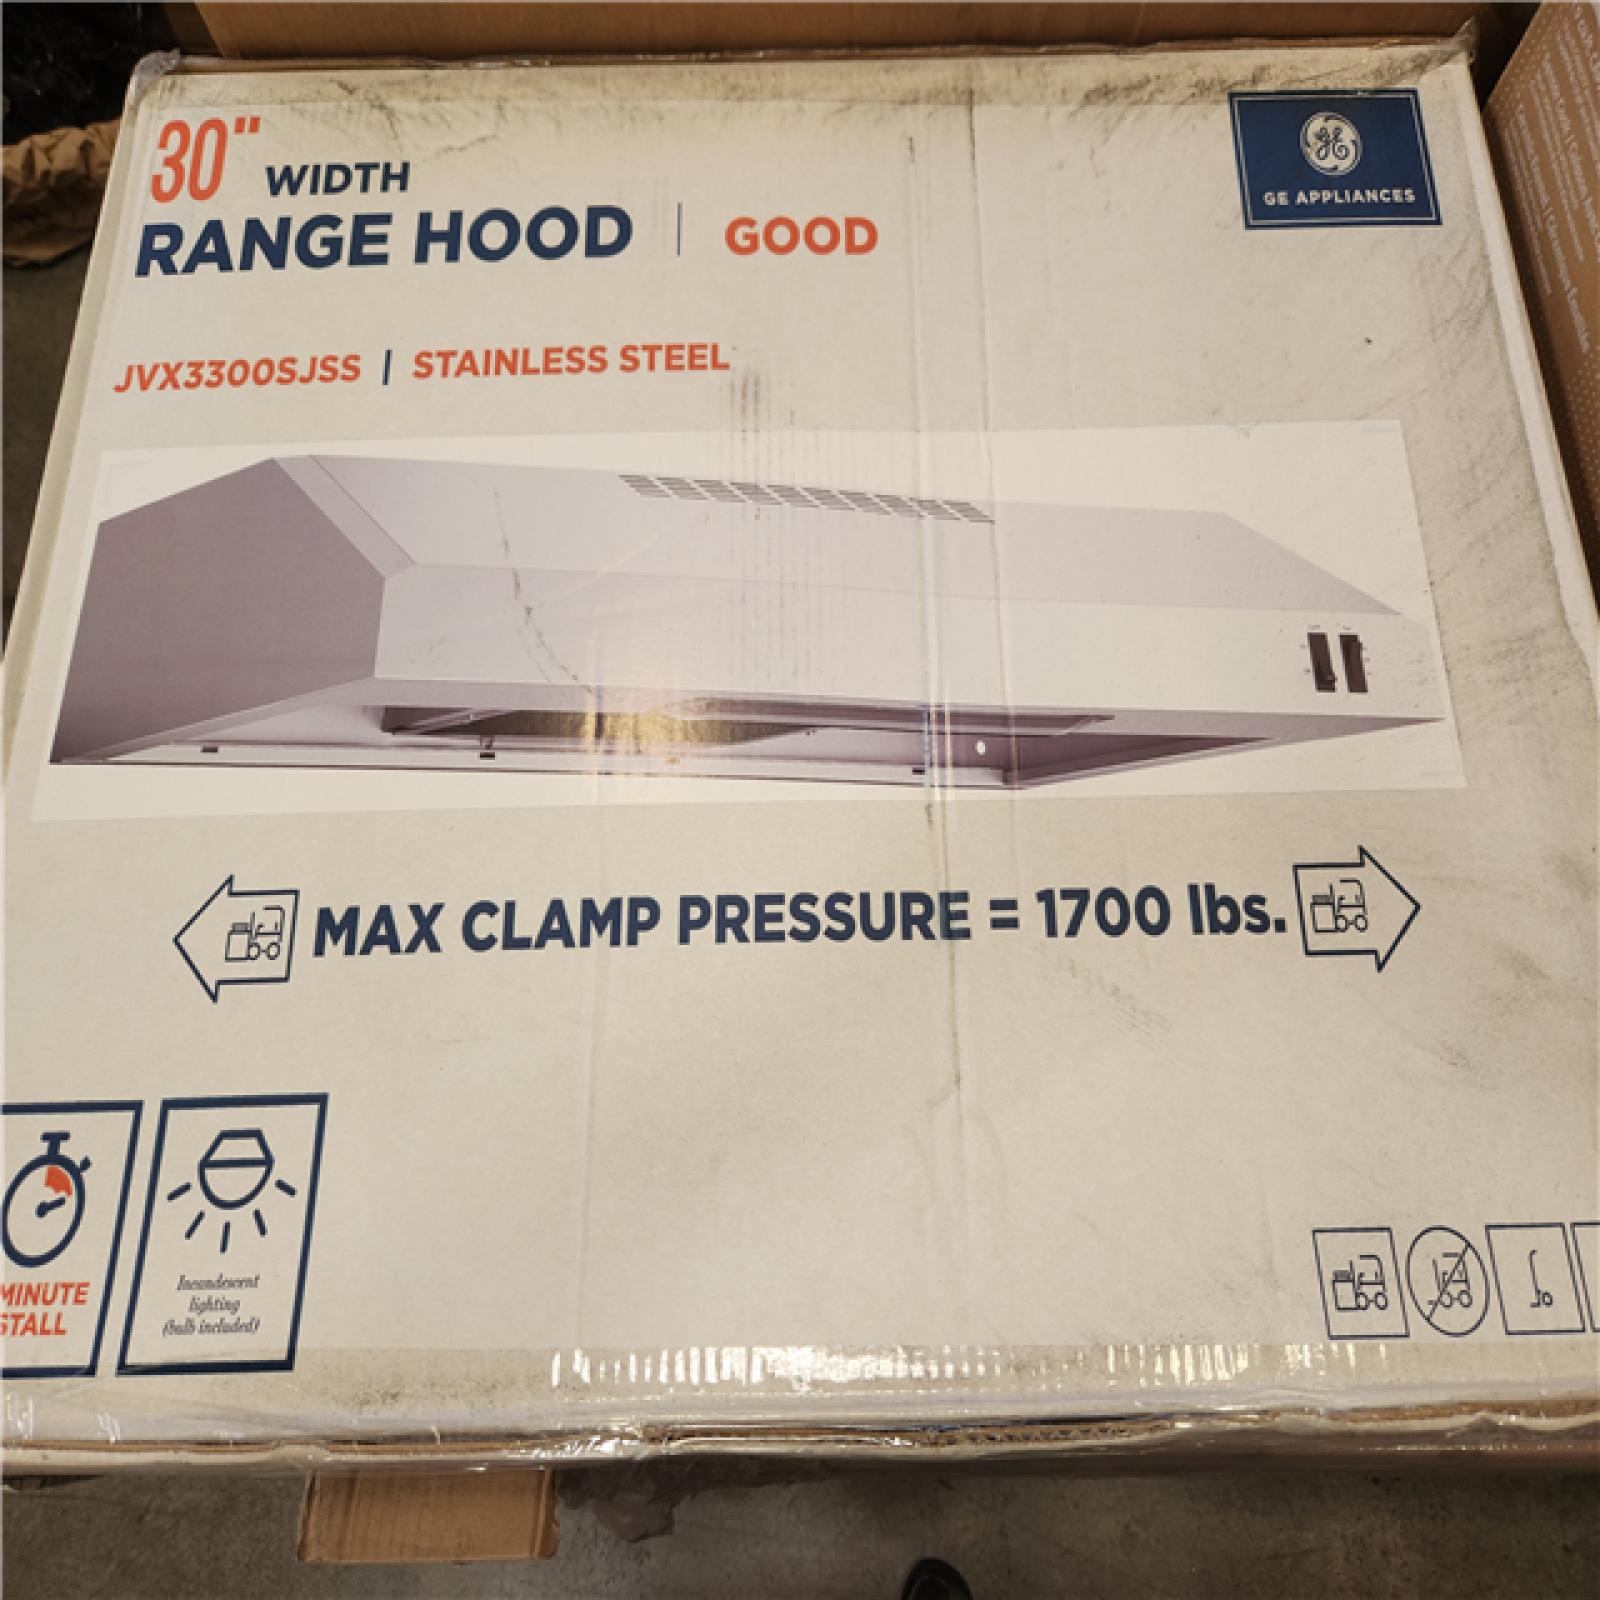 30" WIDTH
RANGE HOOD | GOOD
GE APPLIANCES
JVX3300SJSS | STAINLESS STEEL
MAX CLAMP PRESSURE = 1700 lbs.
MINUTE
STALL
Incandescent
lighting
(bulb included)